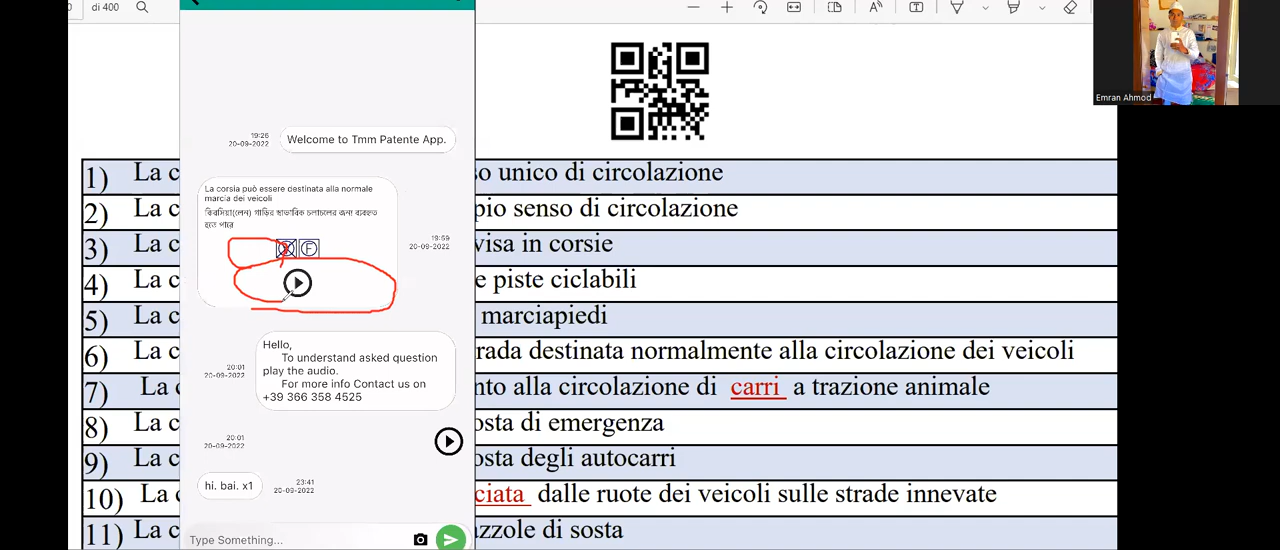 di 400
Emran Ahmod
19:26
20-09-2022
Welcome to Tmm Patente App.
La corsia può essere destinata alla normale
marcia dei veicoli
গাড়ির স্বাভাবিক চলাচলের জন্য ব্যবহৃত
হতে পারে
F
19:59
20-09-2022
Hello,
To understand asked question
play the audio.
For more info Contact us on
+39 366 358 4525
20:01
20-09-2022
20:01
20-09-2022
hi. bai. x1
23:41
20-09-2022
Type Something...
1) La c so unico di circolazione
2) La c pio senso di circolazione
3) La c visa in corsie
4) La c e piste ciclabili
5) La c marciapiedi
6) La c rada destinata normalmente alla circolazione dei veicoli
7) La c nto alla circolazione di carri a trazione animale
8) La c osta di emergenza
9) La c osta degli autocarri
10) La c ciata dalle ruote dei veicoli sulle strade innevate
11) La c zzole di sosta